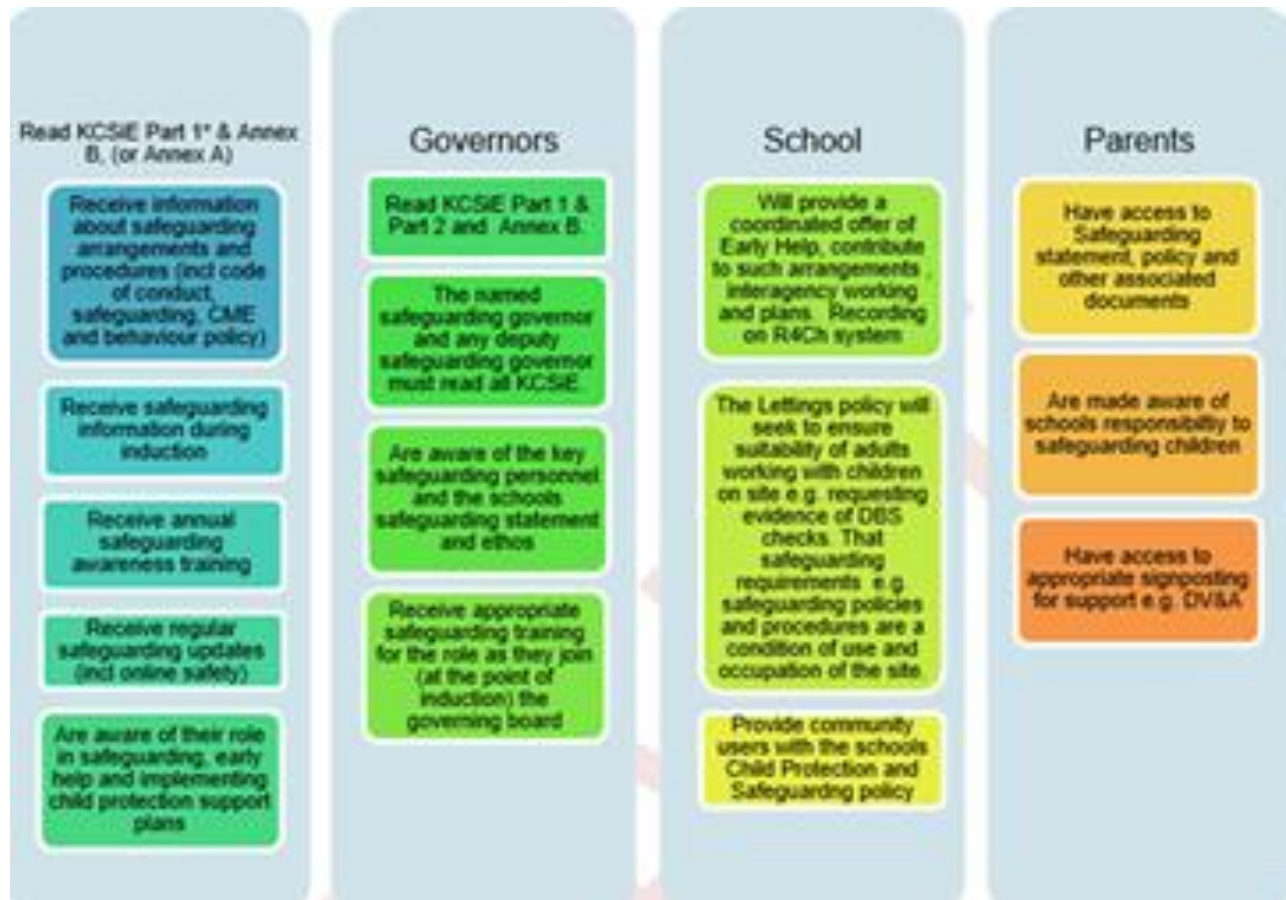 Read KCSiE Part 1* & Annex
B, (or Annex A)
Receive information
about safeguarding
arrangements and
procedures (incl code
of conduct,
safeguarding, CME
and behaviour policy)
Receive safeguarding
information during
induction
Receive annual
safeguarding
awareness training
Receive regular
safeguarding updates
(incl online safety)
Are aware of their role
in safeguarding, early
help and implementing
child protection support
plans
Governors
Read KCSiE Part 1 &
Part 2 and Annex B
The named
safeguarding governor
and any deputy
safeguarding governor
must read all KCSiE.
Are aware of the key
safeguarding personnel
and the schools
safeguarding statement
and ethos
Receive appropriate
safeguarding training
for the role as they join
(at the point of
induction) the
governing board
School
Will provide a
coordinated offer of
Early Help, contribute
to such arrangements ,
interagency working
and plans. Recording
on R4Ch system
The Lettings policy will
seek to ensure
suitability of adults
working with children
on site e.g. requesting
evidence of DBS
checks. That
safeguarding
requirements e.g.
safeguarding policies
and procedures are a
condition of use and
occupation of the site.
Provide community
users with the schools
Child Protection and
Safeguardng policy
Parents
Have access to
Safeguarding
statement, policy and
other associated
documents
Are made aware of
schools responsibiltiy to
safeguarding children
Have access to
appropriate signposting
for support e.g. DV&A